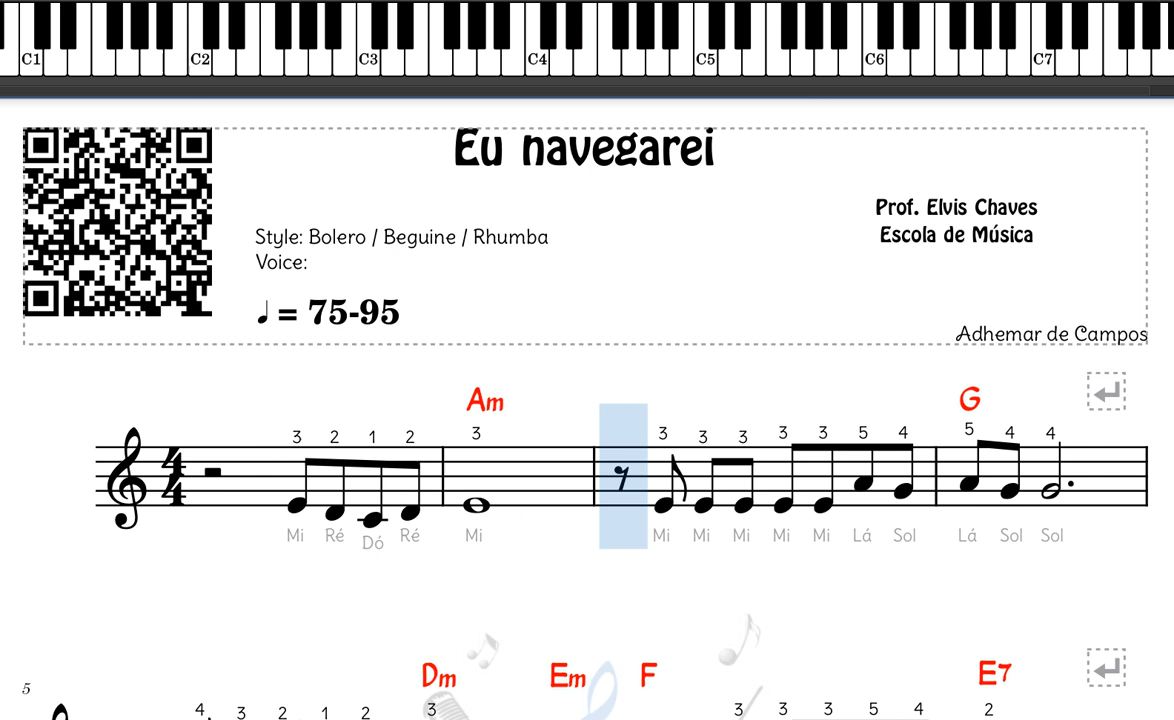 C1 C2 C3 C4 C5 C6 C7
Eu navegarei
Prof. Elvis Chaves
Escola de Música
Style: Bolero / Beguine / Rhumba
Voice:
♩ = 75-95
Adhemar de Campos
Am G
3 2 1 2 3 3 3 3 3 3 5 4 5 4 4
4
4
Mi Ré Dó Ré Mi Mi Mi Mi Mi Mi Lá Sol Lá Sol Sol
Dm Em F E7
5
4 3 2 1 2 3 3 3 3 5 4 2